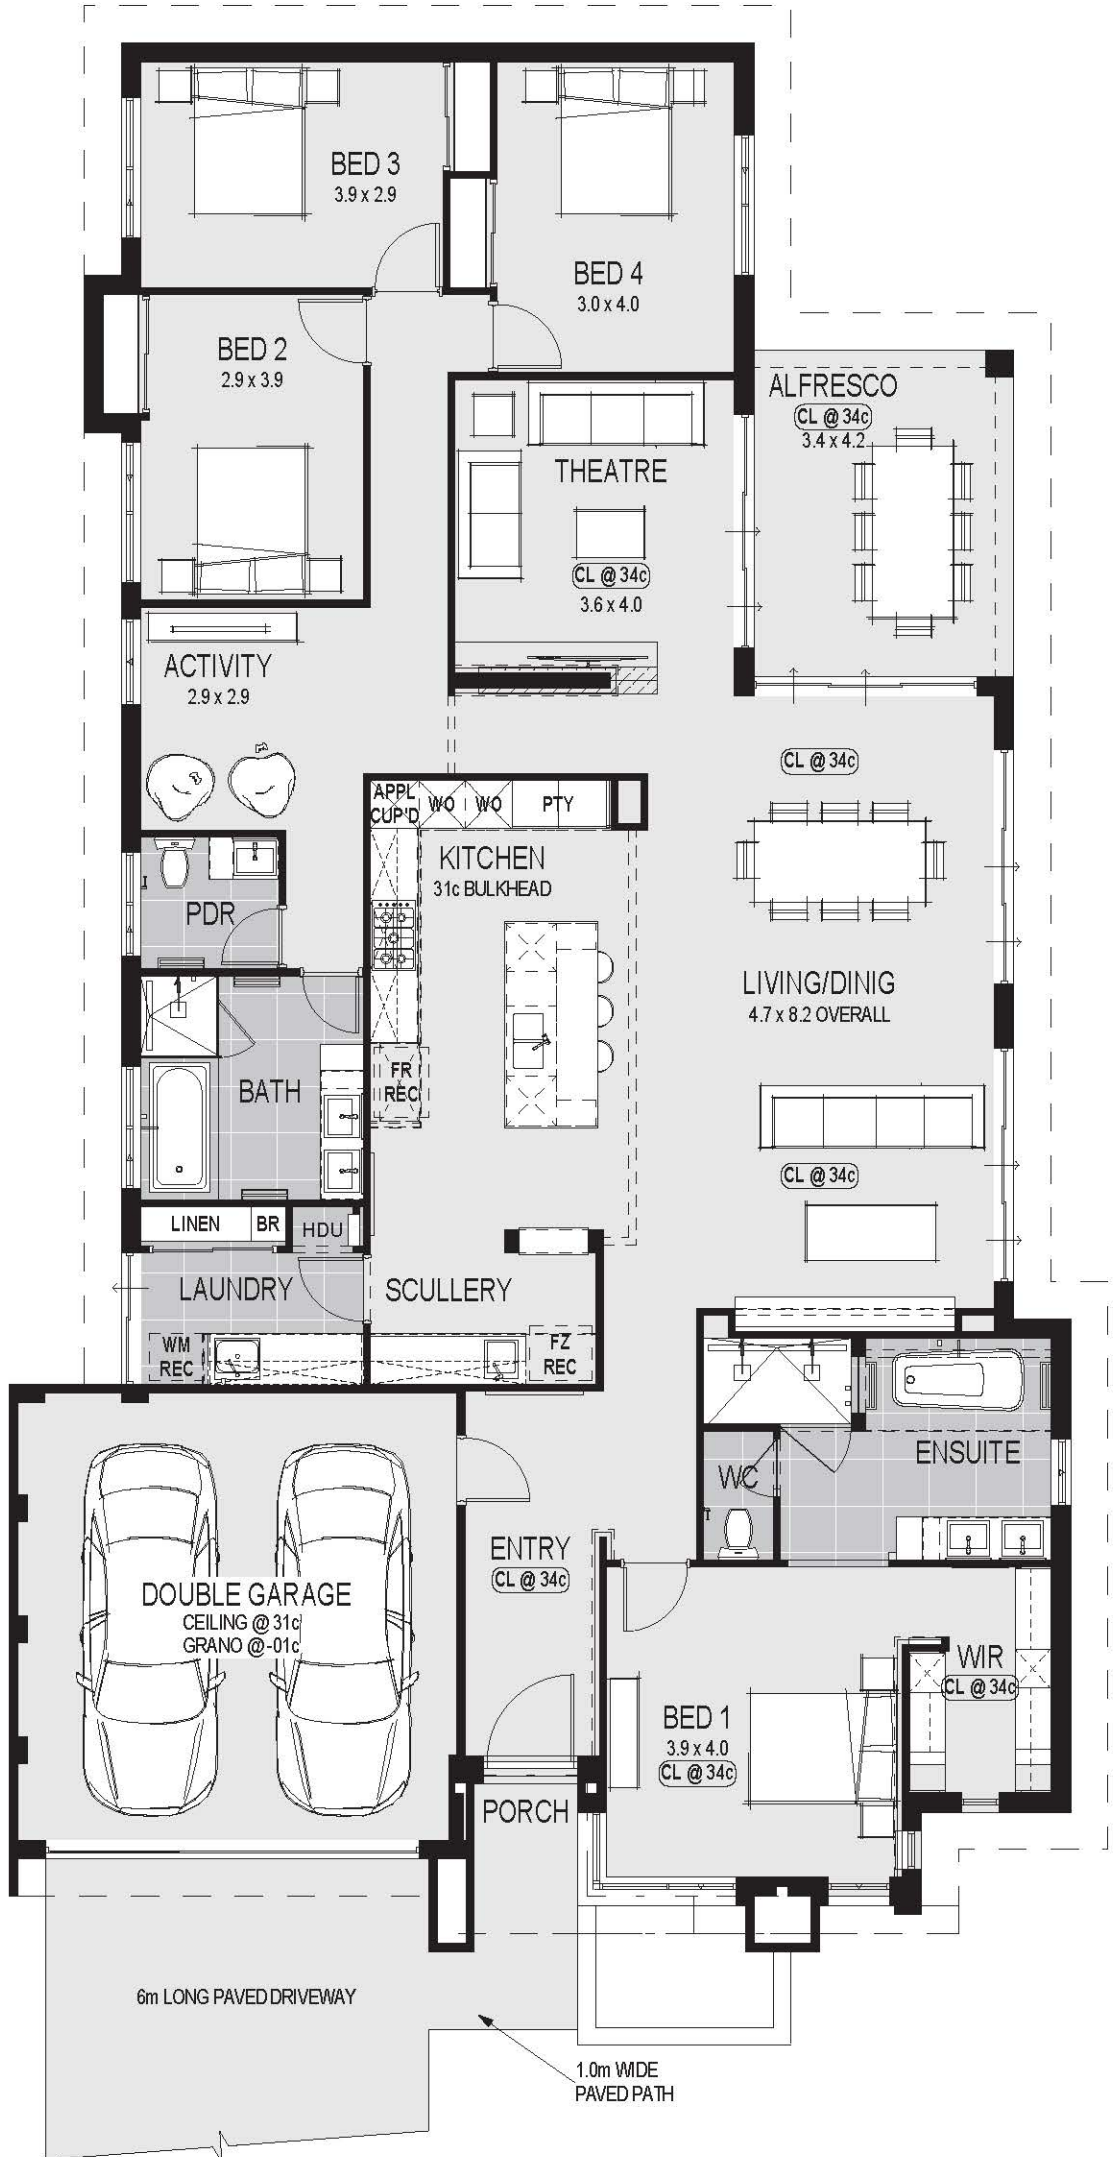 BED 3
3.9 x 2.9
BED 4
3.0 x 4.0
BED 2
2.9 x 3.9
ALFRESCO
CL @ 34c
3.4 x 4.2
THEATRE
CL @ 34c
3.6 x 4.0
ACTIVITY
2.9 x 2.9
CL @ 34c
APPL
CUP'D
WO
WO
PTY
KITCHEN
31c BULKHEAD
PDR
LIVING/DINIG
4.7 x 8.2 OVERALL
FR
REC
BATH
CL @ 34c
LINEN
BR
HDU
LAUNDRY
SCULLERY
WM
REC
FZ
REC
ENSUITE
WC
ENTRY
CL @ 34c
DOUBLE GARAGE
CEILING @ 31c
GRANO @ -01c
WIR
CL @ 34c
BED 1
3.9 x 4.0
CL @ 34c
PORCH
6m LONG PAVED DRIVEWAY
1.0m WIDE
PAVED PATH